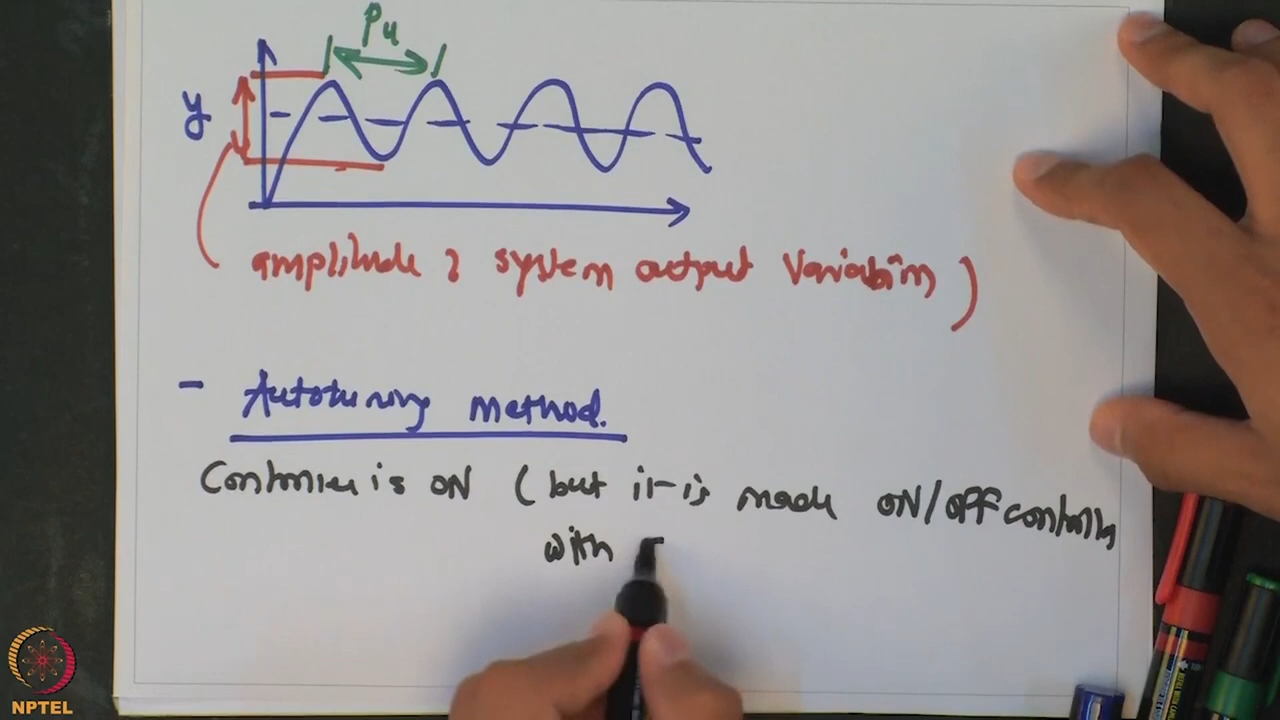 Pu
y
amplitude : system output variation )
- Autotuning method.
Controller is ON ( but it is made ON/OFF controller
with
NPTEL